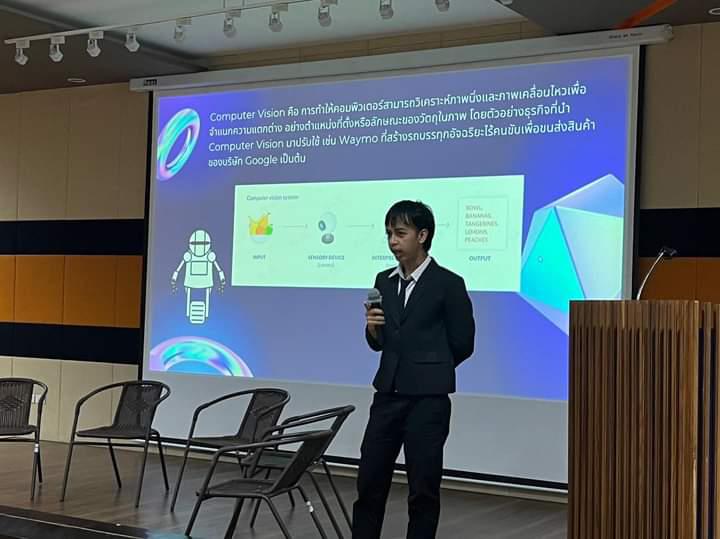 Computer Vision คือ การทำให้คอมพิวเตอร์สามารถวิเคราะห์ภาพนิ่งและภาพเคลื่อนไหวเพื่อ
จำแนกความแตกต่าง อย่างตำแหน่งที่ตั้งหรือลักษณะของวัตถุในภาพ โดยตัวอย่างธุรกิจที่นำ
Computer Vision มาปรับใช้ เช่น Waymo ที่สร้างรถบรรทุกอัจฉริยะไร้คนขับเพื่อขนส่งสินค้า
ของบริษัท Google เป็นต้น
Computer vision system
BOWL,
BANANAS,
TANGERINES,
LEMONS,
PEACHES
INPUT
SENSORY DEVICE
OUTPUT